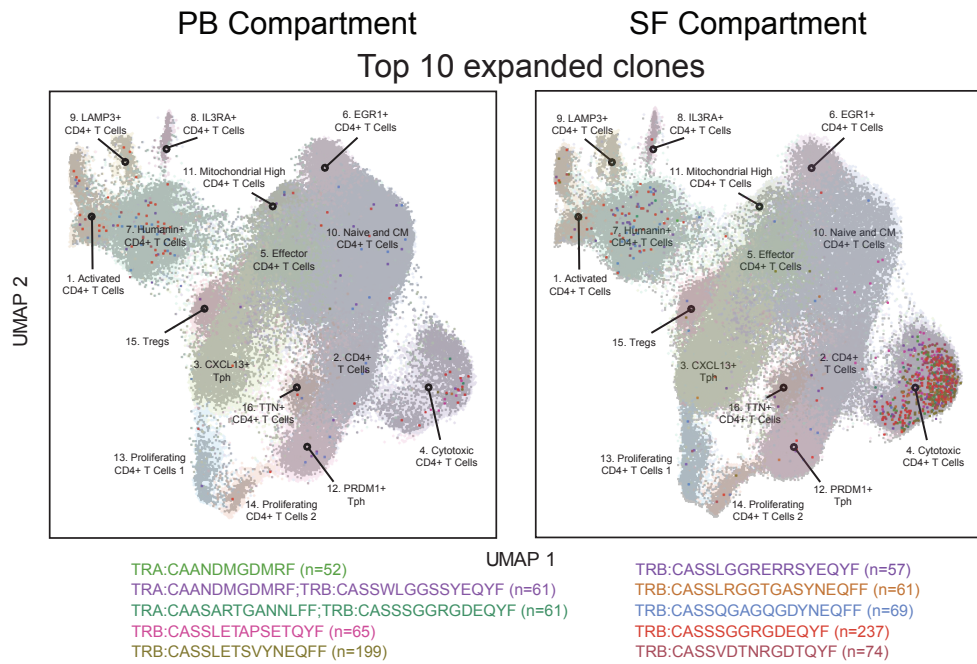 PB Compartment
SF Compartment
Top 10 expanded clones
9. LAMP3+
CD4+ T Cells
8. IL3RA+
CD4+ T Cells
6. EGR1+
CD4+ T Cells
11. Mitochondrial High
CD4+ T Cells
7. Humanin+
CD4+ T Cells
10. Naive and CM
CD4+ T Cells
5. Effector
CD4+ T Cells
1. Activated
CD4+ T Cells
15. Tregs
3. CXCL13+
Tph
2. CD4+
T Cells
16. TTN+
CD4+ T Cells
4. Cytotoxic
CD4+ T Cells
13. Proliferating
CD4+ T Cells 1
12. PRDM1+
Tph
14. Proliferating
CD4+ T Cells 2
9. LAMP3+
CD4+ T Cells
8. IL3RA+
CD4+ T Cells
6. EGR1+
CD4+ T Cells
11. Mitochondrial High
CD4+ T Cells
7. Humanin+
CD4+ T Cells
10. Naive and CM
CD4+ T Cells
5. Effector
CD4+ T Cells
1. Activated
CD4+ T Cells
15. Tregs
3. CXCL13+
Tph
2. CD4+
T Cells
16. TTN+
CD4+ T Cells
4. Cytotoxic
CD4+ T Cells
13. Proliferating
CD4+ T Cells 1
12. PRDM1+
Tph
14. Proliferating
CD4+ T Cells 2
UMAP 2
UMAP 1
TRA:CAANDMGDMRF (n=52)
TRA:CAANDMGDMRF;TRB:CASSWLGGSSYEQYF (n=61)
TRA:CAASARTGANNLFF;TRB:CASSSGGRGDEQYF (n=61)
TRB:CASSLETAPSETQYF (n=65)
TRB:CASSLETSVYNEQFF (n=199)
TRB:CASSLGGRERRSYEQYF (n=57)
TRB:CASSLRGGTGASYNEQFF (n=61)
TRB:CASSQGAGQGDYNEQFF (n=69)
TRB:CASSSGGRGDEQYF (n=237)
TRB:CASSVDTNRGDTQYF (n=74)